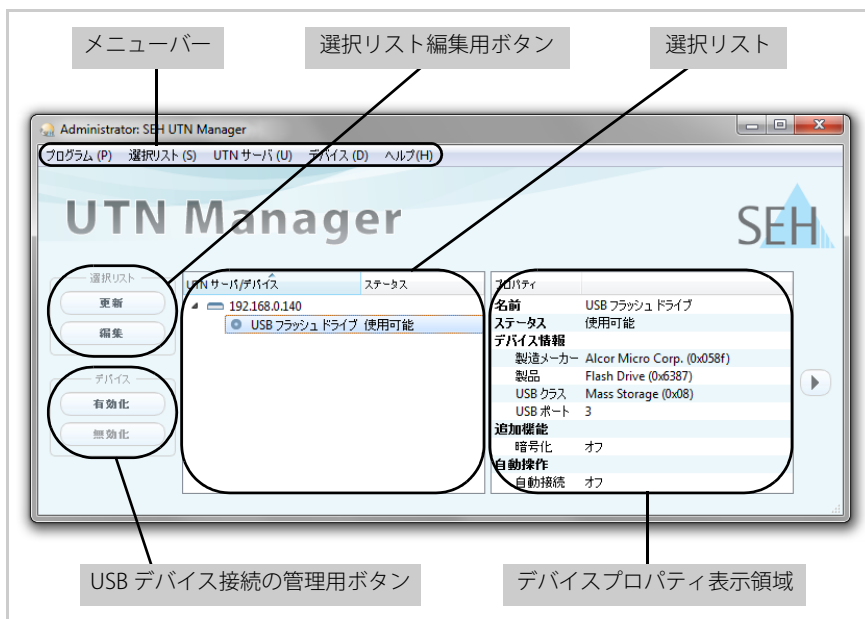 メニューバー
選択リスト編集用ボタン
選択リスト
Administrator: SEH UTN Manager
プログラム (P) 選択リスト (S) UTN サーバ (U) デバイス (D) ヘルプ(H)
UTN Manager
SEH
選択リスト
更新
編集
デバイス
有効化
無効化
UTN サーバ/デバイス ステータス
192.168.0.140
USB フラッシュ ドライブ 使用可能
プロパティ
名前 USB フラッシュ ドライブ
ステータス 使用可能
デバイス情報
製造メーカー Alcor Micro Corp. (0x058f)
製品 Flash Drive (0x6387)
USB クラス Mass Storage (0x08)
USB ポート 3
追加機能
暗号化 オフ
自動操作
自動接続 オフ
USB デバイス接続の管理用ボタン
デバイスプロパティ表示領域